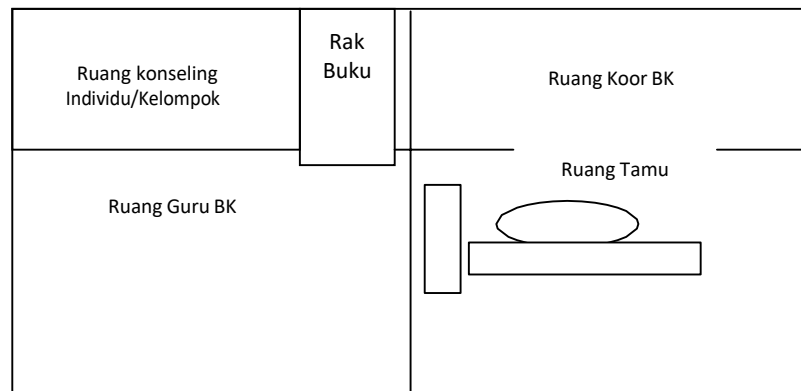 Ruang konseling
Individu/Kelompok
Rak
Buku
Ruang Koor BK
Ruang Tamu
Ruang Guru BK